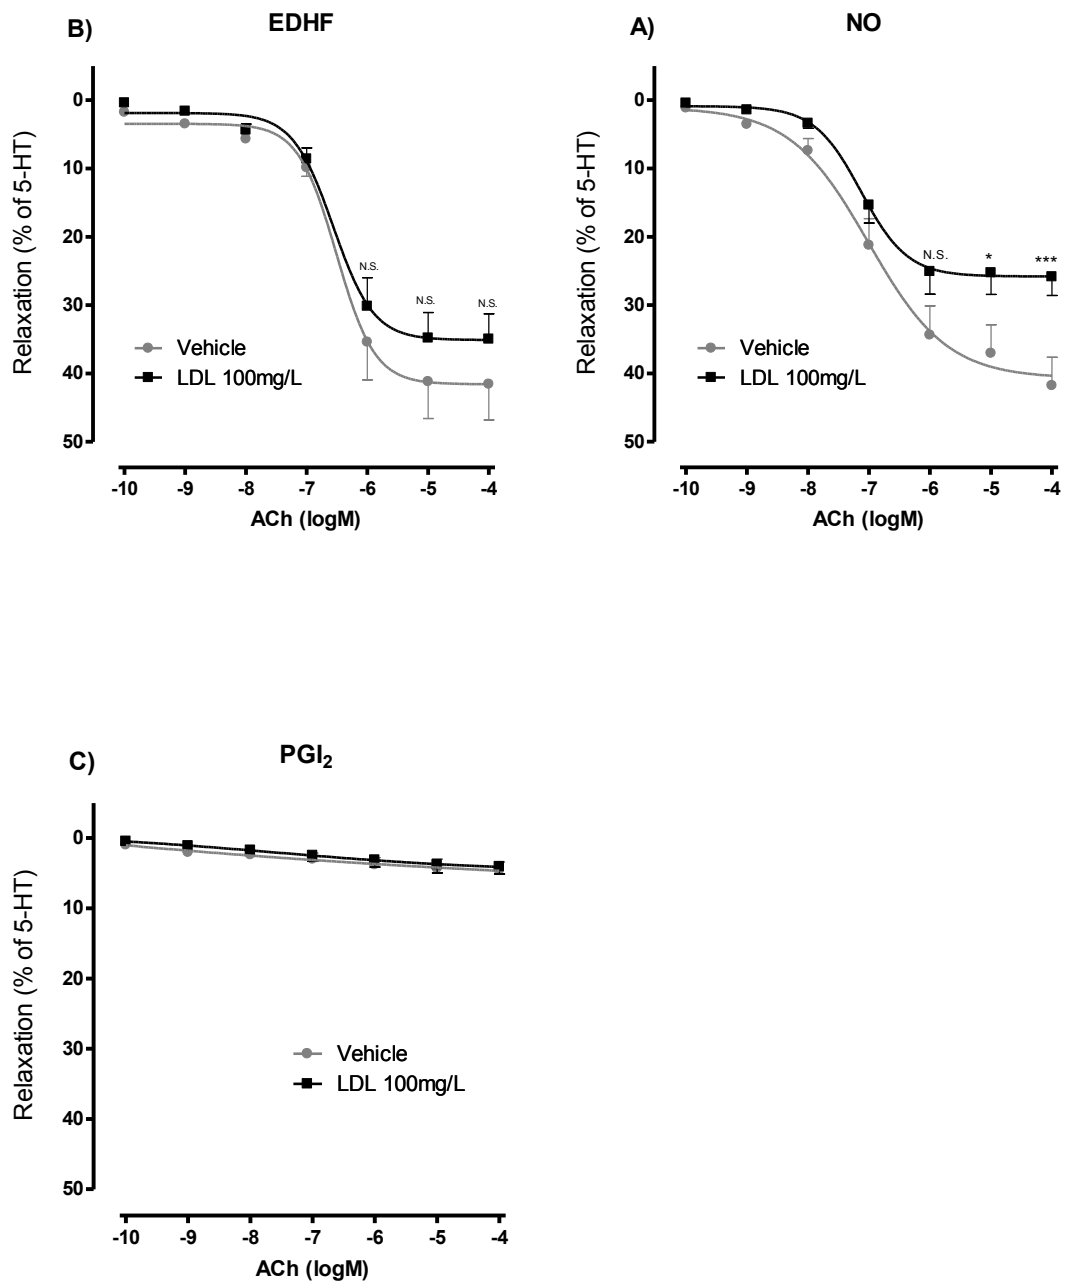 B)
EDHF
Relaxation (% of 5-HT)
0
10
20
30
40
50
N.S.
N.S.
N.S.
Vehicle
LDL 100mg/L
-10 -9 -8 -7 -6 -5 -4
ACh (logM)
A)
NO
Relaxation (% of 5-HT)
0
10
20
30
40
50
N.S.
*
***
Vehicle
LDL 100mg/L
-10 -9 -8 -7 -6 -5 -4
ACh (logM)
C)
PGI₂
Relaxation (% of 5-HT)
0
10
20
30
40
50
Vehicle
LDL 100mg/L
-10 -9 -8 -7 -6 -5 -4
ACh (logM)